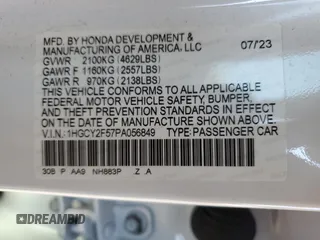 MFD. BY HONDA DEVELOPMENT &
MANUFACTURING OF AMERICA, LLC 07/23
GVWR 2100KG (4629LBS)
GAWR F 1160KG (2557LBS)
GAWR R 970KG (2138LBS)
THIS VEHICLE CONFORMS TO ALL APPLICABLE
FEDERAL MOTOR VEHICLE SAFETY, BUMPER,
AND THEFT PREVENTION STANDARDS
IN EFFECT ON THE DATE
OF MANUFACTURE SHOWN ABOVE.
V.I.N.: 1HGCY2F57PA056849 TYPE: PASSENGER CAR
30B P AA9 NH883P Z A
DREAMBID